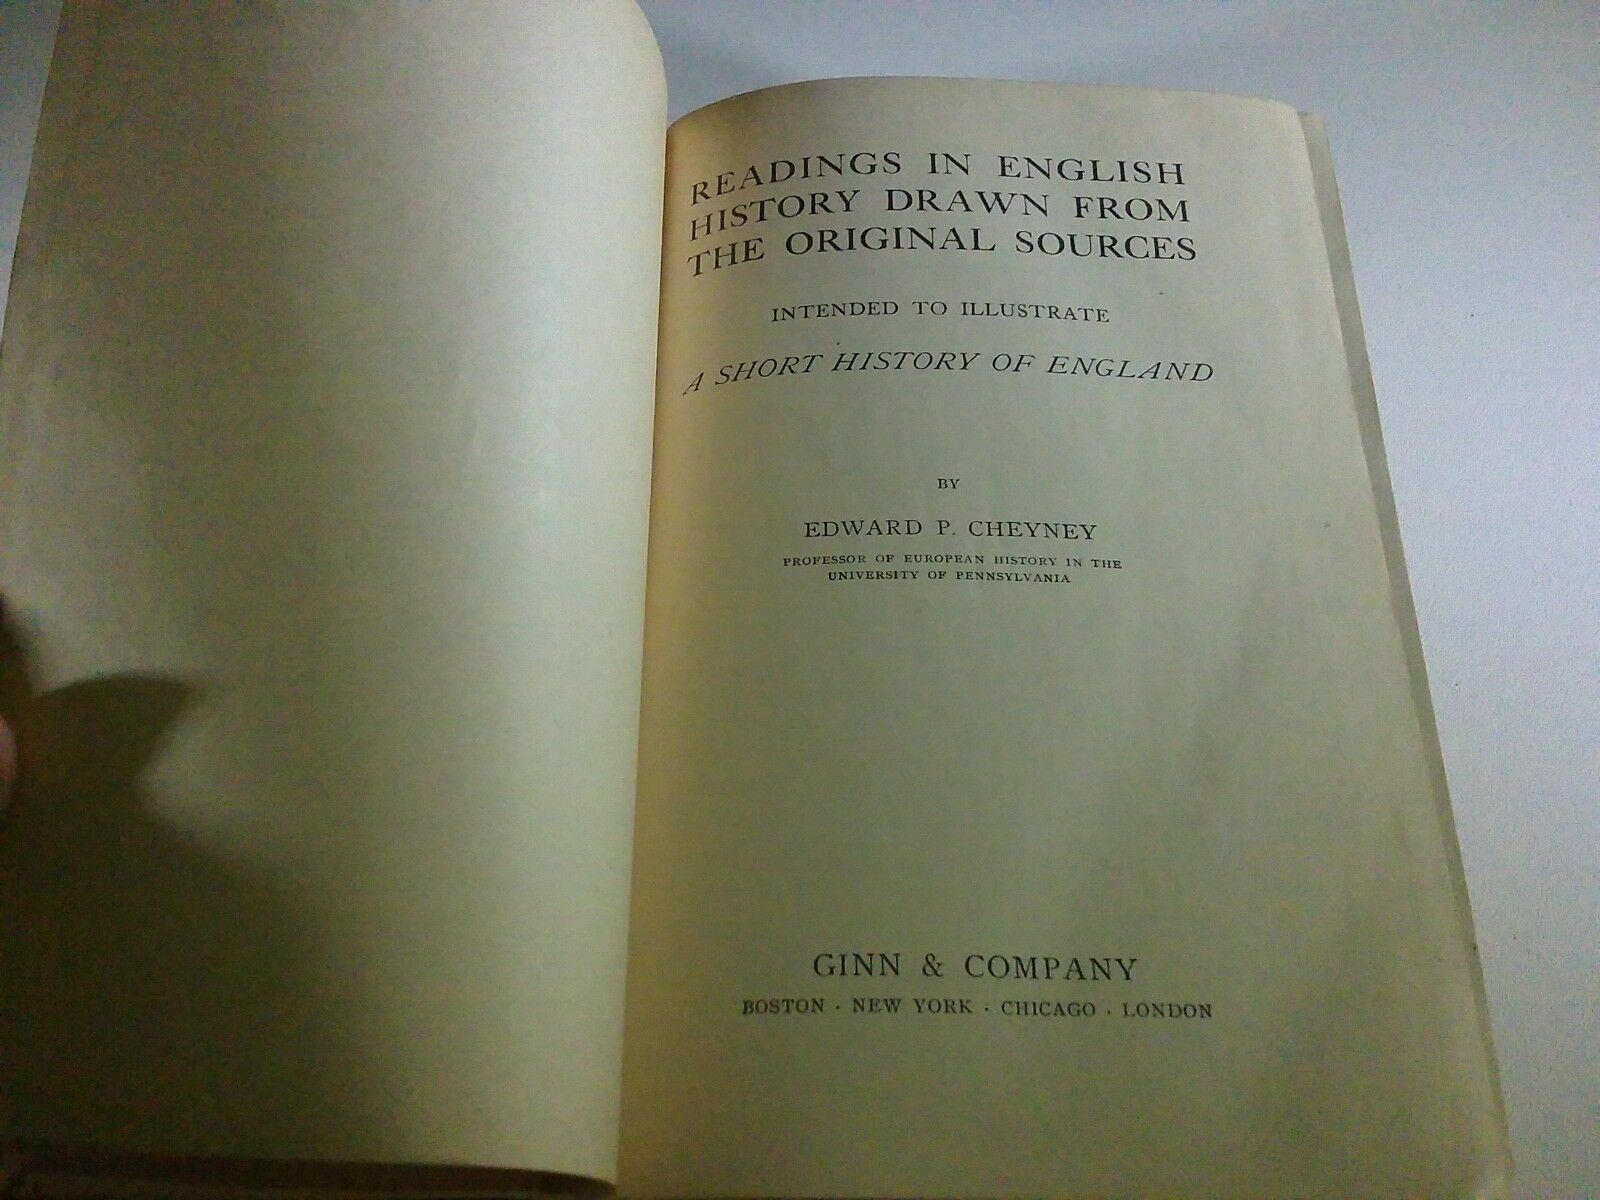 READINGS IN ENGLISH
HISTORY DRAWN FROM
THE ORIGINAL SOURCES
INTENDED TO ILLUSTRATE
A SHORT HISTORY OF ENGLAND
BY
EDWARD P. CHEYNEY
PROFESSOR OF EUROPEAN HISTORY IN THE
UNIVERSITY OF PENNSYLVANIA
GINN & COMPANY
BOSTON · NEW YORK · CHICAGO · LONDON